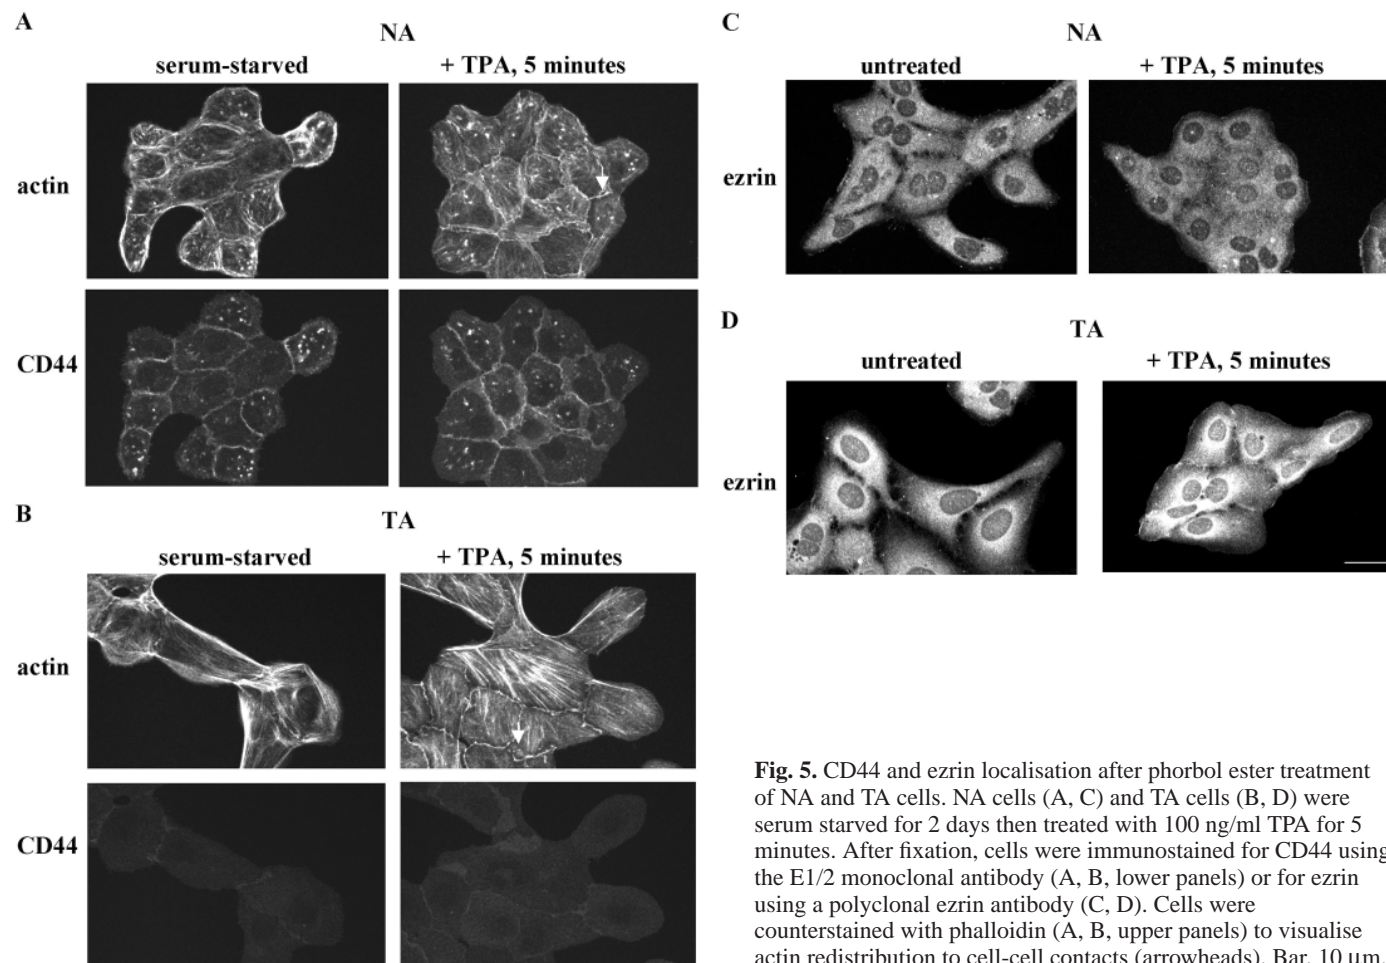 A
NA
serum-starved
+ TPA, 5 minutes
actin
CD44
B
TA
serum-starved
+ TPA, 5 minutes
actin
CD44
C
NA
untreated
+ TPA, 5 minutes
ezrin
D
TA
untreated
+ TPA, 5 minutes
ezrin
Fig. 5. CD44 and ezrin localisation after phorbol ester treatment
of NA and TA cells. NA cells (A, C) and TA cells (B, D) were
serum starved for 2 days then treated with 100 ng/ml TPA for 5
minutes. After fixation, cells were immunostained for CD44 using
the E1/2 monoclonal antibody (A, B, lower panels) or for ezrin
using a polyclonal ezrin antibody (C, D). Cells were
counterstained with phalloidin (A, B, upper panels) to visualise
actin redistribution to cell-cell contacts (arrowheads). Bar, 10 μm.